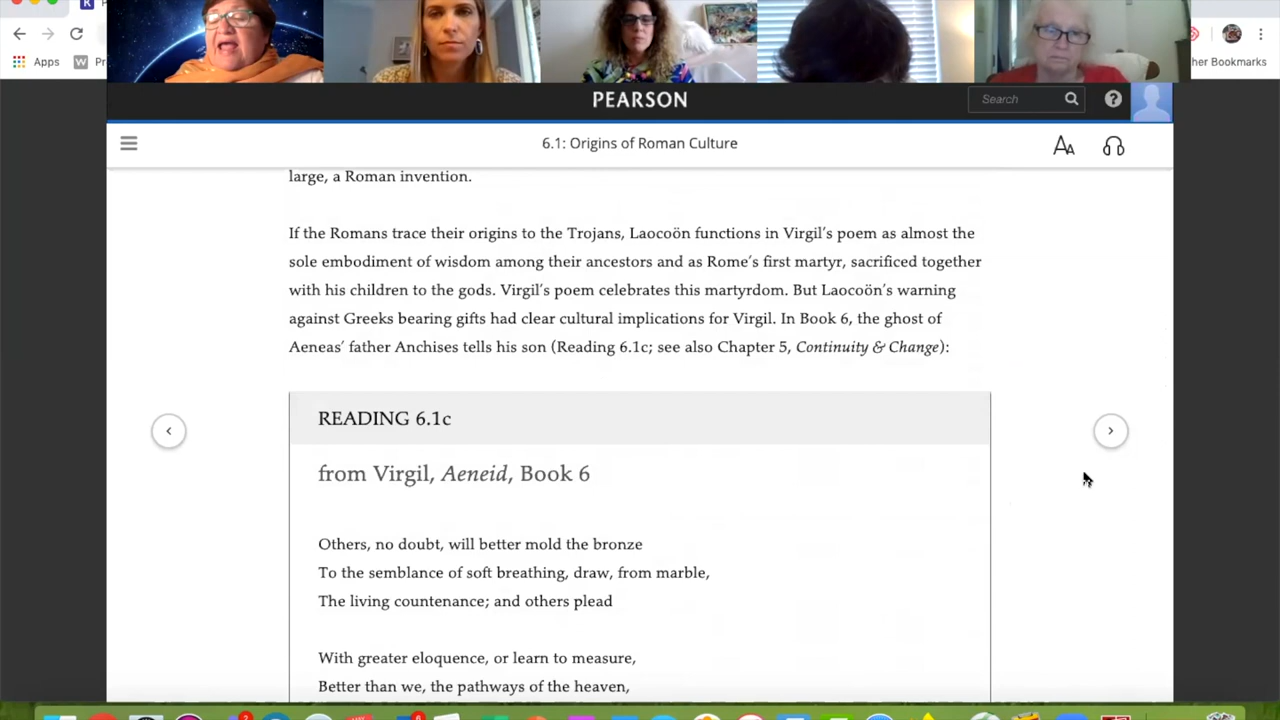 Apps
her Bookmarks
PEARSON
Search
6.1: Origins of Roman Culture
large, a Roman invention.
If the Romans trace their origins to the Trojans, Laocoön functions in Virgil's poem as almost the
sole embodiment of wisdom among their ancestors and as Rome's first martyr, sacrificed together
with his children to the gods. Virgil's poem celebrates this martyrdom. But Laocoön's warning
against Greeks bearing gifts had clear cultural implications for Virgil. In Book 6, the ghost of
Aeneas' father Anchises tells his son (Reading 6.1c; see also Chapter 5, Continuity & Change):
READING 6.1c
from Virgil, Aeneid, Book 6
Others, no doubt, will better mold the bronze
To the semblance of soft breathing, draw, from marble,
The living countenance; and others plead
With greater eloquence, or learn to measure,
Better than we, the pathways of the heaven,